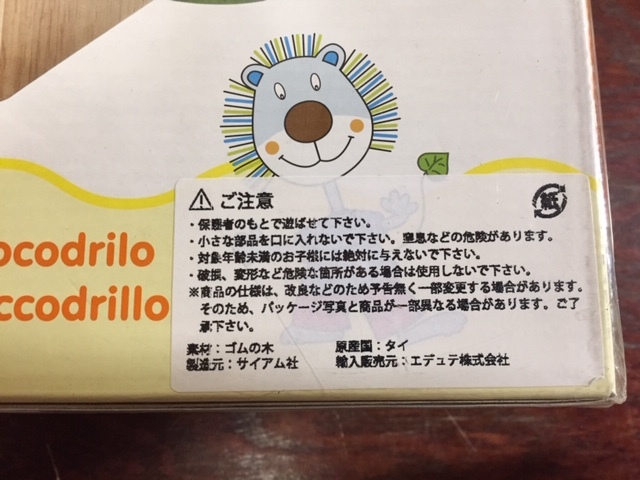 ocodrilo
ccodrillo
⚠ ご注意
紙
・保護者のもとで遊ばせて下さい。
・小さな部品を口に入れないで下さい。窒息などの危険があります。
・対象年齢未満のお子様には絶対に与えないで下さい。
・破損、変形など危険な箇所がある場合は使用しないで下さい。
※商品の仕様は、改良などのため予告無く一部変更する場合があります。
そのため、パッケージ写真と商品が一部異なる場合があります。ご了
承下さい。
素材：ゴムの木 原産国：タイ
製造元：サイアム社 輸入販売元：エデュテ株式会社